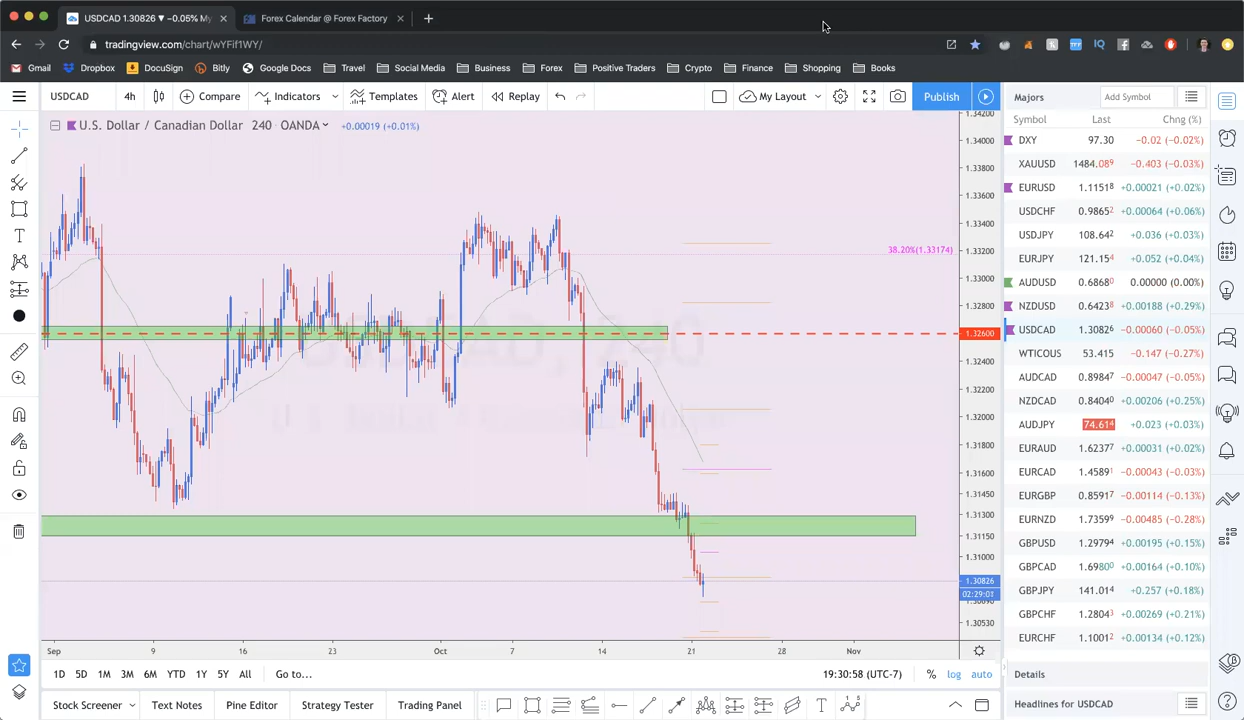 USDCAD 1.30826 ▼ −0.05% My
Forex Calendar @ Forex Factory
tradingview.com/chart/wYFif1WY/
Gmail Dropbox DocuSign Bitly Google Docs Travel Social Media Business Forex Positive Traders Crypto Finance Shopping Books
USDCAD 4h Compare Indicators Templates Alert Replay My Layout Publish
U.S. Dollar / Canadian Dollar 240 OANDA +0.00019 (+0.01%)
USDCAD, 240
38.20%(1.33174)
1.34200
1.34000
1.33800
1.33600
1.33400
1.33200
1.33000
1.32800
1.32600
1.32400
1.32200
1.32000
1.31800
1.31600
1.31450
1.31300
1.31150
1.31000
1.30826
02:29:01
1.30530
Sep 9 16 23 Oct 7 14 21 28 Nov
1D 5D 1M 3M 6M YTD 1Y 5Y All Go to... 19:30:58 (UTC-7) % log auto
Stock Screener Text Notes Pine Editor Strategy Tester Trading Panel
Majors Add Symbol
Symbol Last Chng (%)
DXY 97.30 −0.02 (−0.02%)
XAUUSD 1484.089 −0.403 (−0.03%)
EURUSD 1.11518 +0.00021 (+0.02%)
USDCHF 0.98652 +0.00064 (+0.06%)
USDJPY 108.642 +0.036 (+0.03%)
EURJPY 121.154 +0.052 (+0.04%)
AUDUSD 0.68680 0.00000 (0.00%)
NZDUSD 0.64238 +0.00188 (+0.29%)
USDCAD 1.30826 −0.00060 (−0.05%)
WTICOUS 53.415 −0.147 (−0.27%)
AUDCAD 0.89847 −0.00047 (−0.05%)
NZDCAD 0.84040 +0.00206 (+0.25%)
AUDJPY 74.614 +0.023 (+0.03%)
EURAUD 1.62377 +0.00031 (+0.02%)
EURCAD 1.45891 −0.00043 (−0.03%)
EURGBP 0.85917 −0.00114 (−0.13%)
EURNZD 1.73599 −0.00485 (−0.28%)
GBPUSD 1.29794 +0.00195 (+0.15%)
GBPCAD 1.69800 +0.00164 (+0.10%)
GBPJPY 141.014 +0.257 (+0.18%)
GBPCHF 1.28043 +0.00269 (+0.21%)
EURCHF 1.10012 +0.00134 (+0.12%)
Details
Headlines for USDCAD